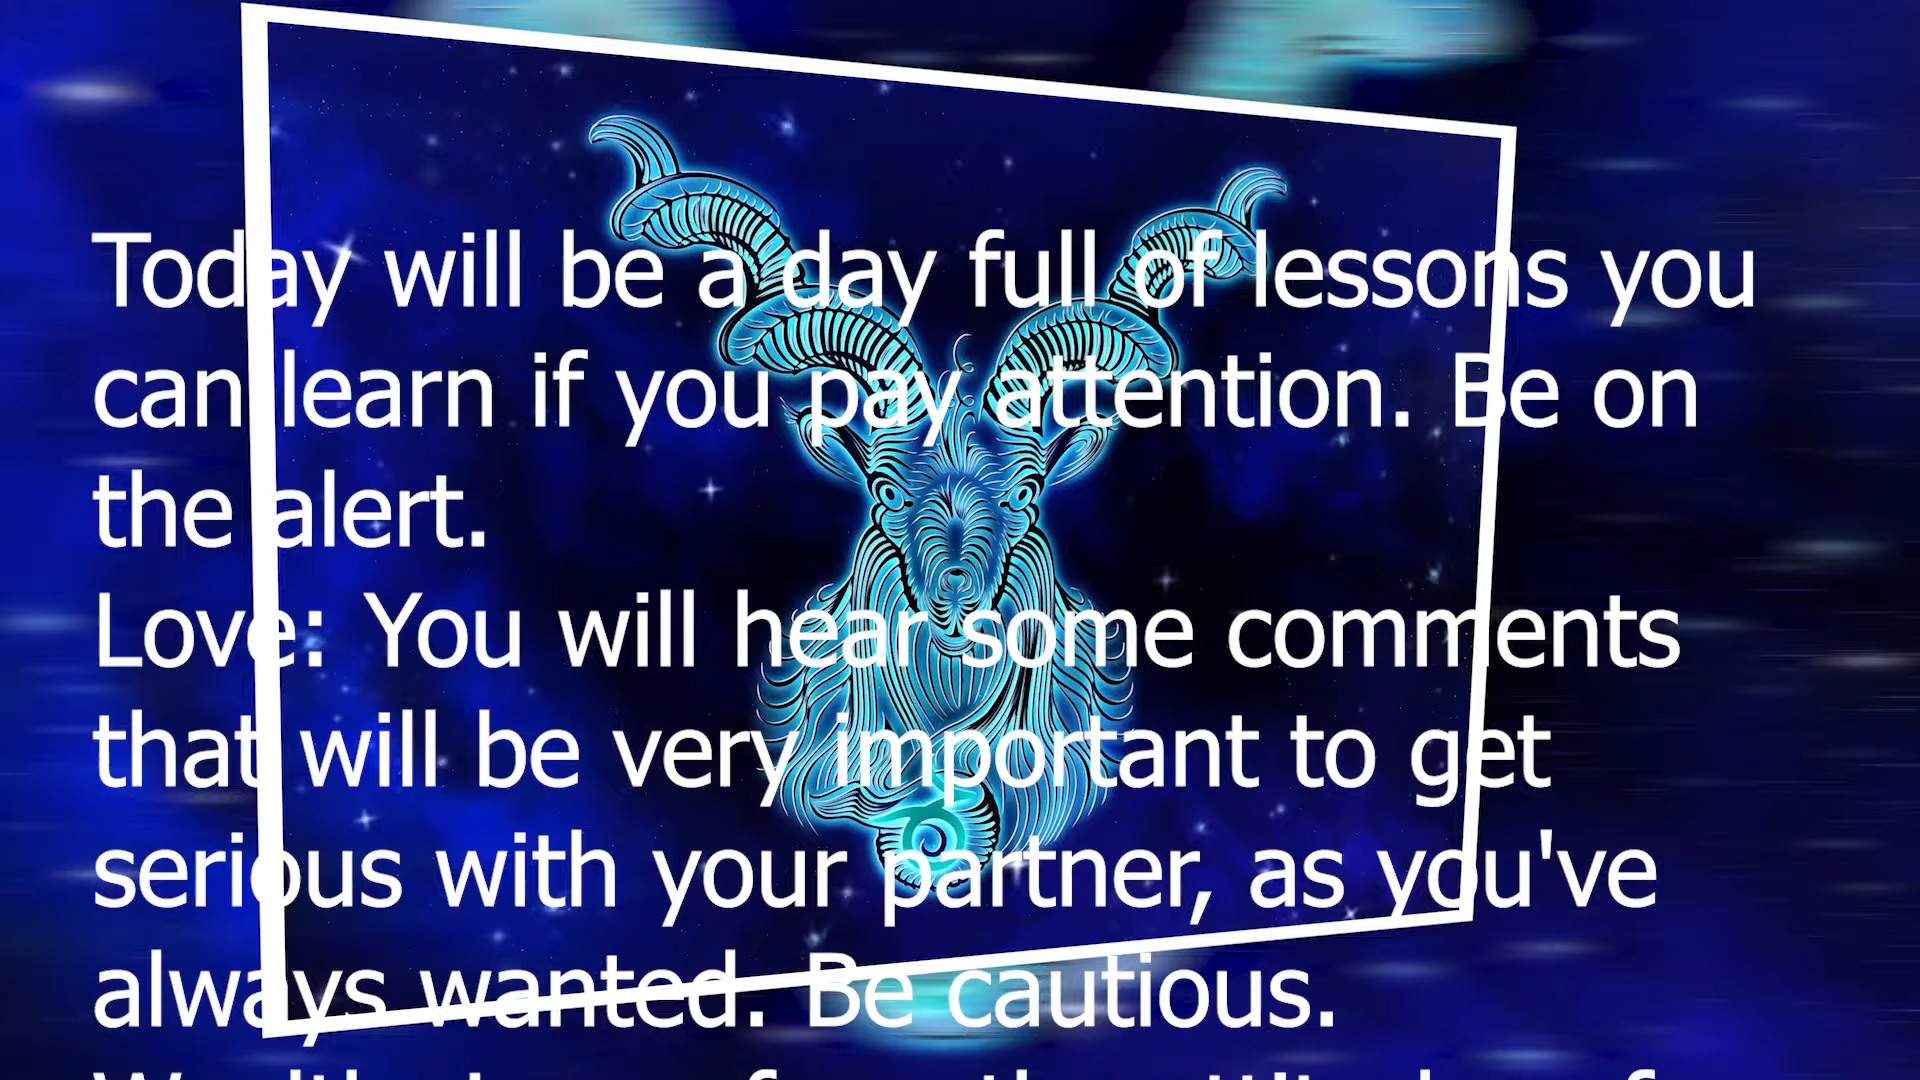 Today will be a day full of lessons you
can learn if you pay attention. Be on
the alert.
Love: You will hear some comments
that will be very important to get
serious with your partner, as you've
always wanted. Be cautious.